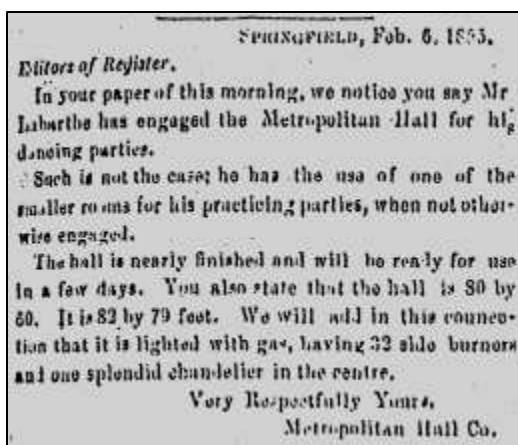 SPRINGFIELD, Feb. 6, 1855.
Editors of Register.
In your paper of this morning, we notice you say Mr
Labarthe has engaged the Metropolitan Hall for his
dancing parties.
Such is not the case; he has the use of one of the
smaller rooms for his practicing parties, when not other-
wise engaged.
The hall is nearly finished and will be ready for use
in a few days. You also state that the hall is 80 by
60. It is 82 by 79 feet. We will add in this connec-
tion that it is lighted with gas, having 32 side burners
and one splendid chandelier in the centre.
Very Respectfully Yours,
Metropolitan Hall Co.